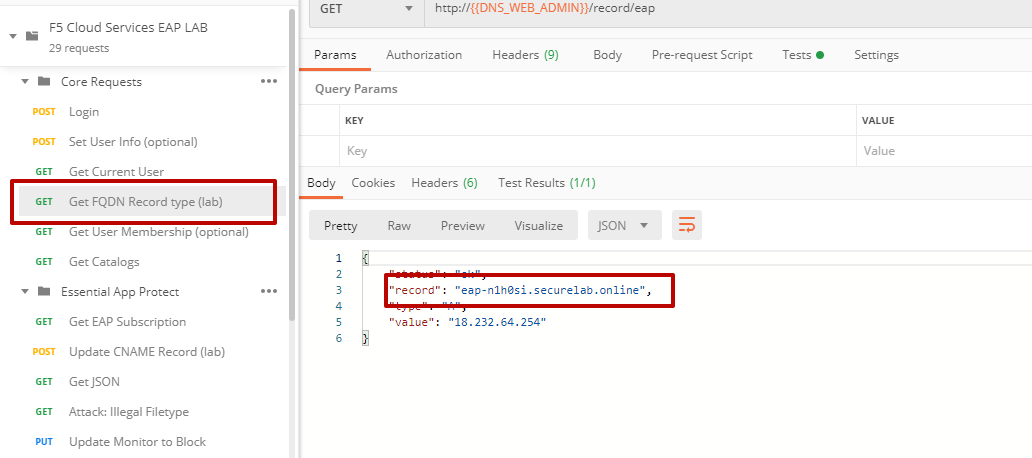 F5 Cloud Services EAP LAB
29 requests
Core Requests
POST Login
POST Set User Info (optional)
GET Get Current User
GET Get FQDN Record type (lab)
GET Get User Membership (optional)
GET Get Catalogs
Essential App Protect
GET Get EAP Subscription
POST Update CNAME Record (lab)
GET Get JSON
GET Attack: Illegal Filetype
PUT Update Monitor to Block
GET http://{{DNS_WEB_ADMIN}}/record/eap
Params Authorization Headers (9) Body Pre-request Script Tests Settings
Query Params
KEY VALUE
Key Value
Body Cookies Headers (6) Test Results (1/1)
Pretty Raw Preview Visualize JSON
1 {
2 "status": "ok",
3 "record": "eap-n1h0si.securelab.online",
4 "type": "A",
5 "value": "18.232.64.254"
6 }